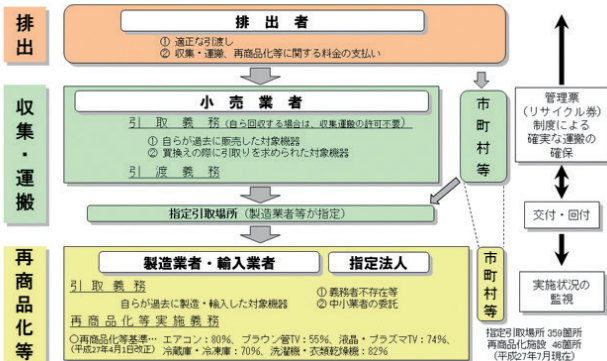 排出
排出者
① 適正な引渡し
② 収集・運搬、再商品化等に関する料金の支払い
収集・運搬
小売業者
引取義務（自ら回収する場合は、収集運搬の許可不要）
① 自らが過去に販売した対象機器
② 買換えの際に引取りを求められた対象機器
引渡義務
市町村等
指定引取場所（製造業者等が指定）
管理票
（リサイクル券）
制度による
確実な運搬の
確保
交付・回付
実施状況の
監視
再商品化等
製造業者・輸入業者
指定法人
引取義務
自らが過去に製造・輸入した対象機器
① 義務者不存在等
② 中小業者の委託
再商品化等実施義務
○再商品化等基準… エアコン：80％、ブラウン管TV：55％、液晶・プラズマTV：74％、
（平成27年4月1日改正） 冷蔵庫・冷凍庫：70％、洗濯機・衣類乾燥機：82％
市町村等
指定引取場所 359箇所
再商品化施設 46箇所
（平成27年7月現在）